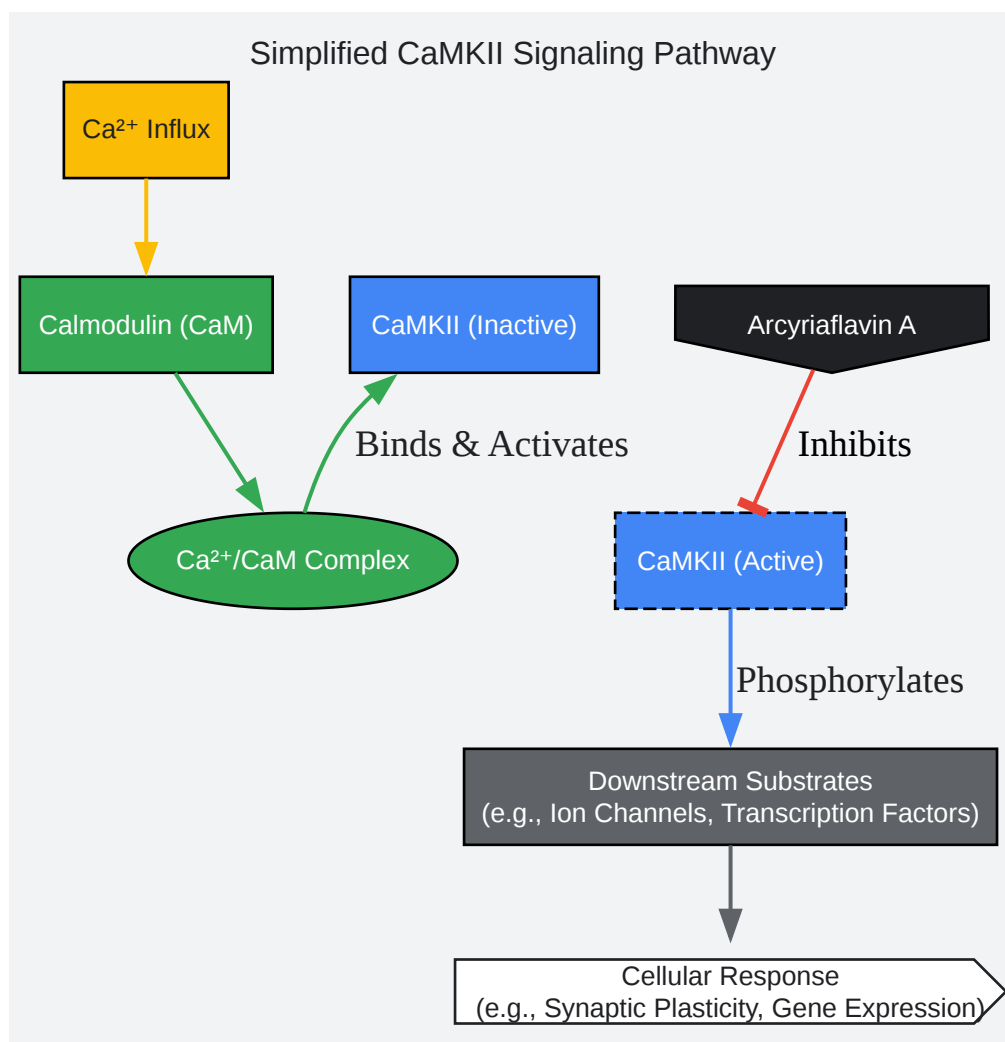 Simplified CaMKII Signaling Pathway
Ca²⁺ Influx
Calmodulin (CaM)
CaMKII (Inactive)
Arcyriaflavin A
Binds & Activates
Inhibits
Ca²⁺/CaM Complex
CaMKII (Active)
Phosphorylates
Downstream Substrates
(e.g., Ion Channels, Transcription Factors)
Cellular Response
(e.g., Synaptic Plasticity, Gene Expression)